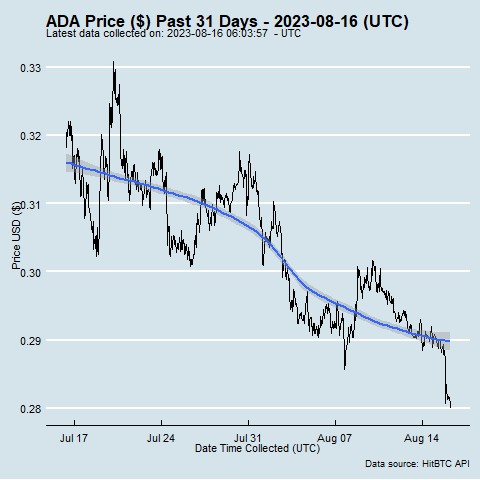 ADA Price ($) Past 31 Days - 2023-08-16 (UTC)
Latest data collected on: 2023-08-16 06:03:57 - UTC
Price USD ($)
0.33
0.32
0.31
0.30
0.29
0.28
Jul 17 Jul 24 Jul 31 Aug 07 Aug 14
Date Time Collected (UTC)
Data source: HitBTC API